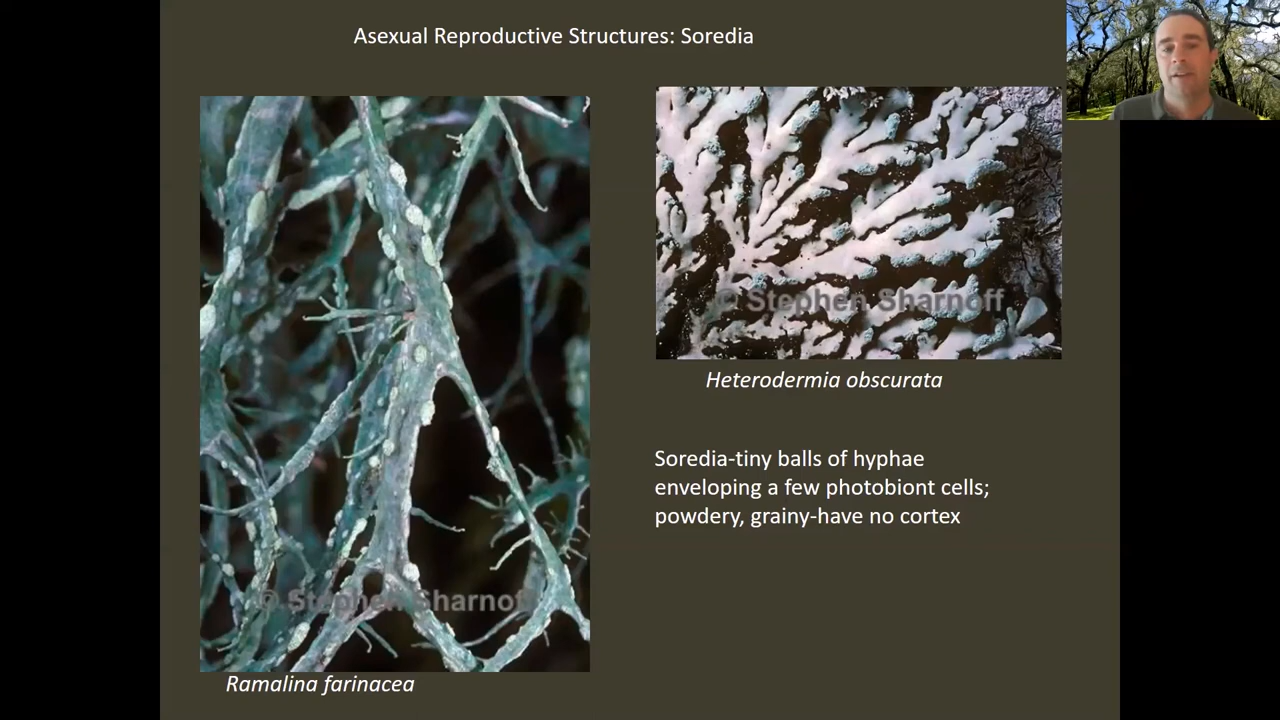 Asexual Reproductive Structures: Soredia
© Stephen Sharnoff
Heterodermia obscurata
Soredia-tiny balls of hyphae
enveloping a few photobiont cells;
powdery, grainy-have no cortex
© Stephen Sharnoff
Ramalina farinacea